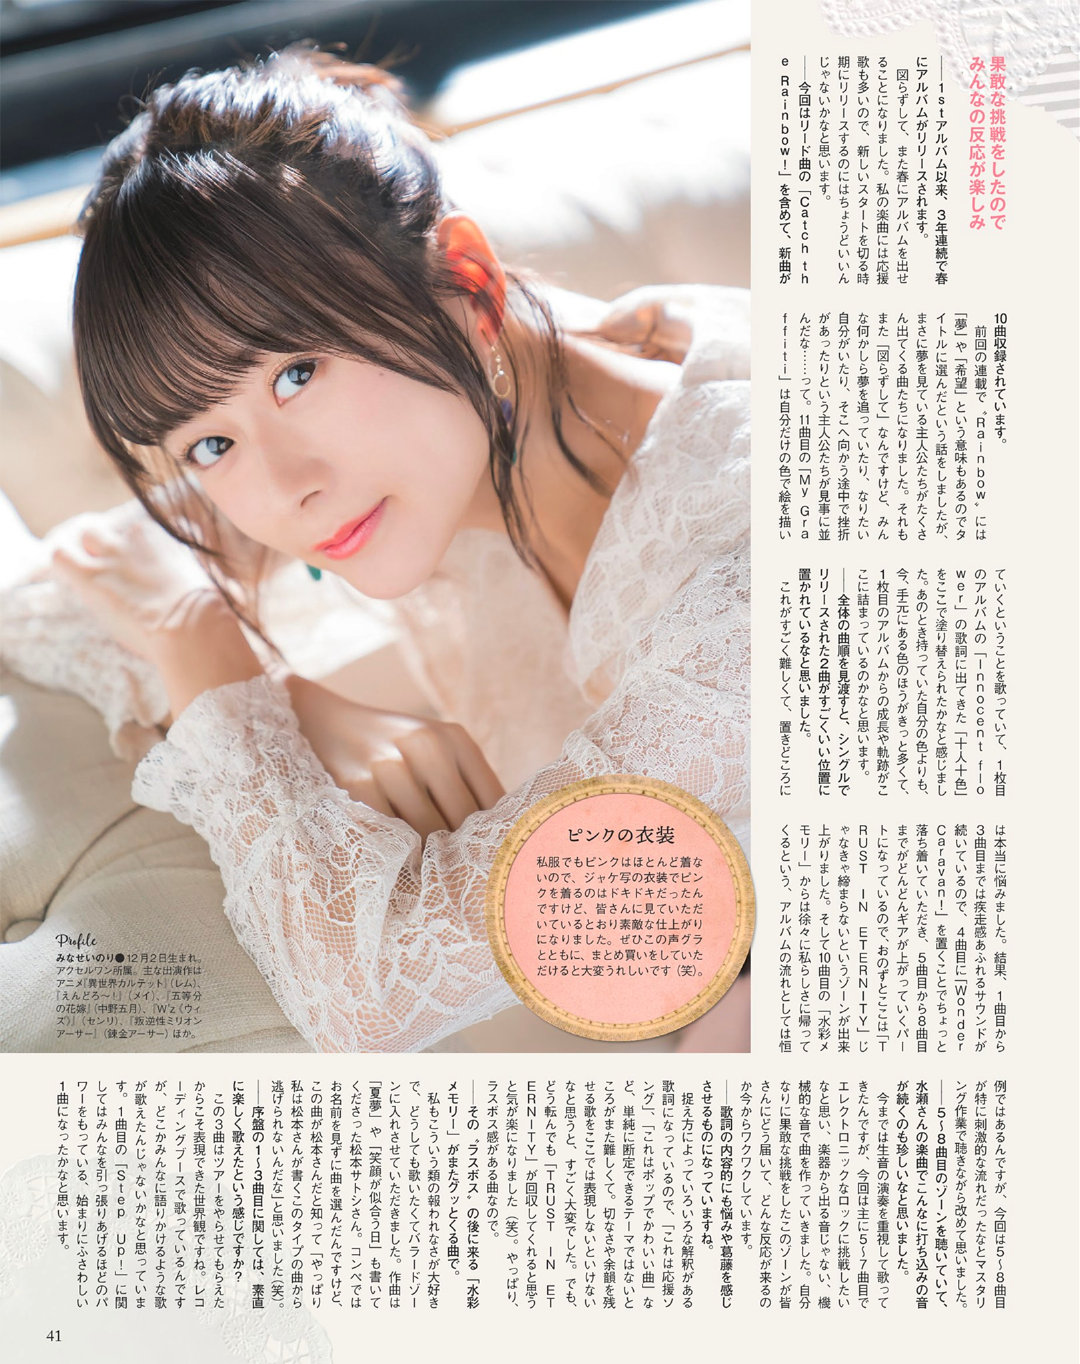 果敢な挑戦をしたので
みんなの反応が楽しみ
――1stアルバム以来、3年連続で春
にアルバムがリリースされます。
　図らずして、また春にアルバムを出せ
ることになりました。私の楽曲には応援
歌も多いので、新しいスタートを切る時
期にリリースするのにはちょうどいいん
じゃないかなと思います。
――今回はリード曲の「Catch th
e Rainbow!」を含めて、新曲が
10曲収録されています。
　前回の連載で〝Rainbow〟には
「夢」や「希望」という意味もあるのでタ
イトルに選んだという話をしましたが、
まさに夢を見ている主人公たちがたくさ
ん出てくる曲たちになりました。それも
また「図らずして」なんですけど、みん
な何かしら夢を追っていたり、なりたい
自分がいたり、そこへ向かう途中で挫折
があったりという主人公たちが見事に並
んだな……って。11曲目の「My Gra
ffiti」は自分だけの色で絵を描い
ていくということを歌っていて、1枚目
のアルバムの「Innocent flo
wer」の歌詞に出てきた「十人十色」
をここで塗り替えられたかなと感じまし
た。あのとき持っていた自分の色よりも、
今、手元にある色のほうがきっと多くて、
1枚目のアルバムからの成長や軌跡がこ
こに詰まっているのかなと思います。
――全体の曲順を見渡すと、シングルで
リリースされた2曲がすごくいい位置に
置かれているなと思いました。
　これがすごく難しくて、置きどころに
は本当に悩みました。結果、1曲目から
3曲目までは疾走感あふれるサウンドが
続いているので、4曲目に「Wonder
Caravan!」を置くことでちょっと
落ち着いていただき、5曲目から8曲目
までがどんどんギアが上がっていくパー
トになっているので、おのずとここは「T
RUST IN ETERNITY」じ
ゃなきゃ締まらないというゾーンが出来
上がりました。そして10曲目の「水彩メ
モリー」からは徐々に私らしさに帰って
くるという、アルバムの流れとしては恒
例ではあるんですが、今回は5～8曲目
が特に刺激的な流れだったなとマスタリ
ング作業で聴きながら改めて思いました。
――5～8曲目のゾーンを聴いていて、
水瀬さんの楽曲でこんなに打ち込みの音
が続くのも珍しいなと思いました。
　今までは生音の演奏を重視して歌って
きたんですが、今回は主に5～7曲目で
エレクトロニックなロックに挑戦したい
なと思い、楽器から出る音じゃない、機
械的な音で曲を作っていきました。自分
なりに果敢な挑戦をしたこのゾーンが皆
さんにどう届いて、どんな反応が来るの
か今からワクワクしています。
――歌詞の内容的にも悩みや葛藤を感じ
させるものになっていますね。
　捉え方によっていろいろな解釈がある
歌詞になっているので、「これは応援ソ
ング」、「これはポップでかわいい曲」な
ど、単純に断定できるテーマではないと
ころがまた難しくて。切なさや余韻を残
せる歌をここでは表現しないといけない
なと思うと、すごく大変でした。でも、
どう転んでも「TRUST IN ET
ERNITY」が回収してくれると思う
と気が楽になりました（笑）。やっぱり、
ラスボス感がある曲なので。
――その〝ラスボス〟の後に来る「水彩
メモリー」がまたグッとくる曲で。
　私もこういう類の報われなさが大好き
で、どうしても歌いたくてバラードゾー
ンに入れさせていただきました。作曲は
「夏夢」や「笑顔が似合う日」も書いて
くださった松本サトシさん。コンペでは
お名前を見ずに曲を選んだんですけど、
この曲が松本さんだと知って「やっぱり
私は松本さんが書くこのタイプの曲から
逃げられないんだな」と思いました（笑）。
――序盤の1～3曲目に関しては、素直
に楽しく歌えたという感じですか？
　この3曲はツアーをやらせてもらえた
からこそ表現できた世界観ですね。レコ
ーディングブースで歌っているんです
が、どこかみんなに語りかけるような歌
が歌えたんじゃないかなと思っていま
す。1曲目の「Step Up!」に関
してはみんなを引っ張りあげるほどのパ
ワーをもっている、始まりにふさわしい
1曲になったかなと思います。
ピンクの衣装
私服でもピンクはほとんど着な
いので、ジャケ写の衣装でピン
クを着るのはドキドキだったん
ですけど、皆さんに見ていただ
いているとおり素敵な仕上がり
になりました。ぜひこの声グラ
とともに、まとめ買いをしていた
だけると大変うれしいです（笑）。
Profile
みなせいのり●12月2日生まれ。
アクセルワン所属。主な出演作は
アニメ『異世界カルテット』（レム）、
『えんどろ～！』（メイ）、『五等分
の花嫁』（中野五月）、『W'z《ウィ
ズ》』（センリ）、『叛逆性ミリオン
アーサー』（錬金アーサー）ほか。
41